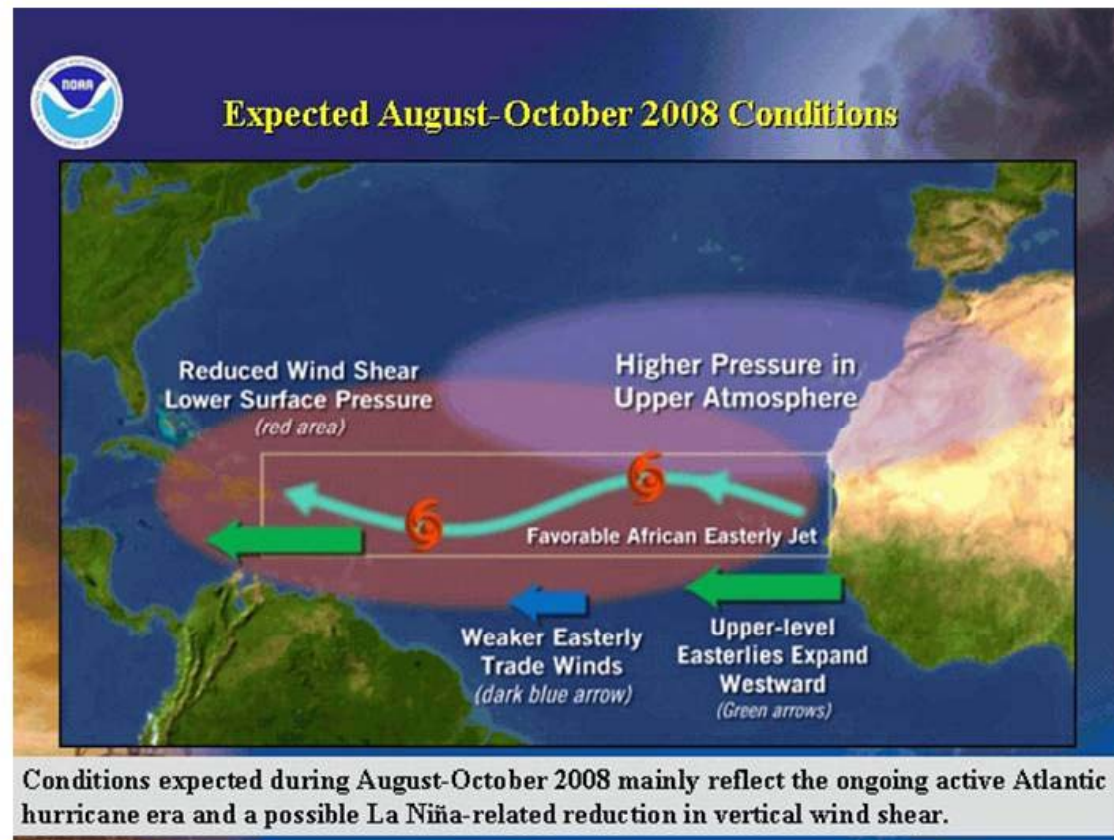 NOAA
Expected August-October 2008 Conditions
Reduced Wind Shear
Lower Surface Pressure
(red area)
Higher Pressure in
Upper Atmosphere
Favorable African Easterly Jet
Weaker Easterly
Trade Winds
(dark blue arrow)
Upper-level
Easterlies Expand
Westward
(Green arrows)
Conditions expected during August-October 2008 mainly reflect the ongoing active Atlantic
hurricane era and a possible La Niña-related reduction in vertical wind shear.